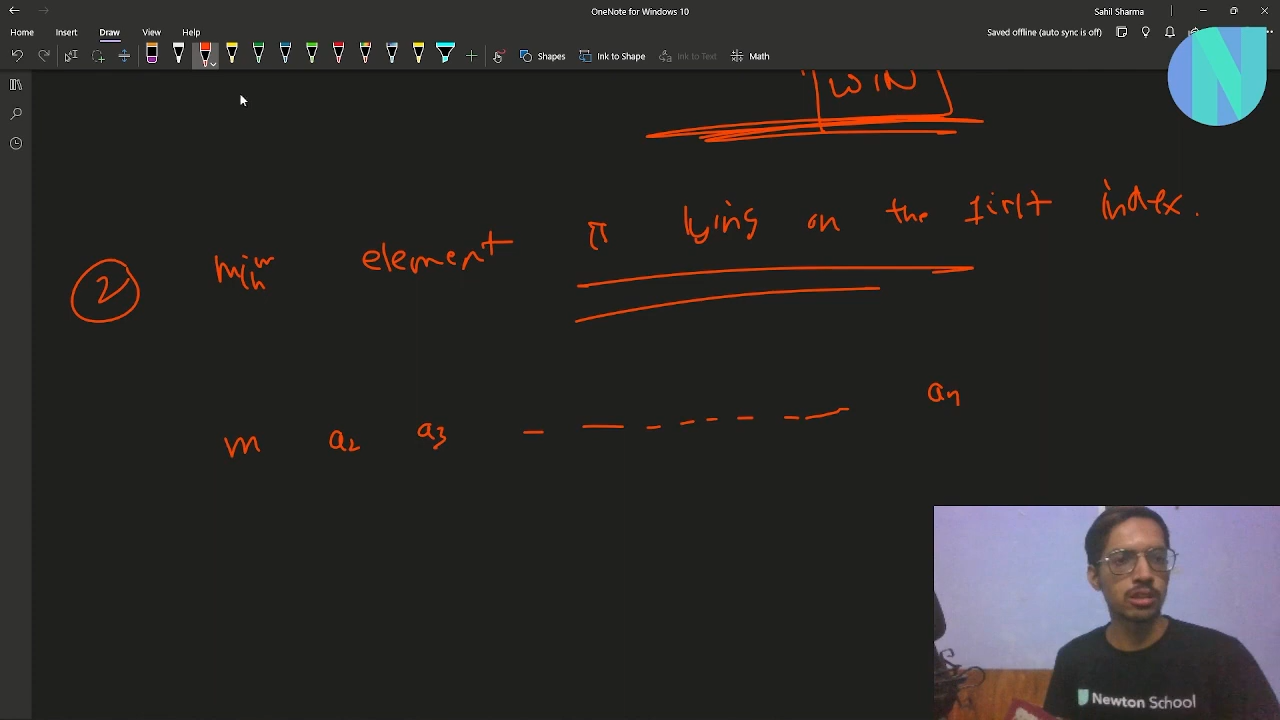 OneNote for Windows 10
Sahil Sharma
Home Insert Draw View Help
Saved offline (auto sync is off)
Shapes Ink to Shape Ink to Text Math
WIN
2 minm element is lying on the first index.
m a2 a3 - — - - - - - — an
Newton School